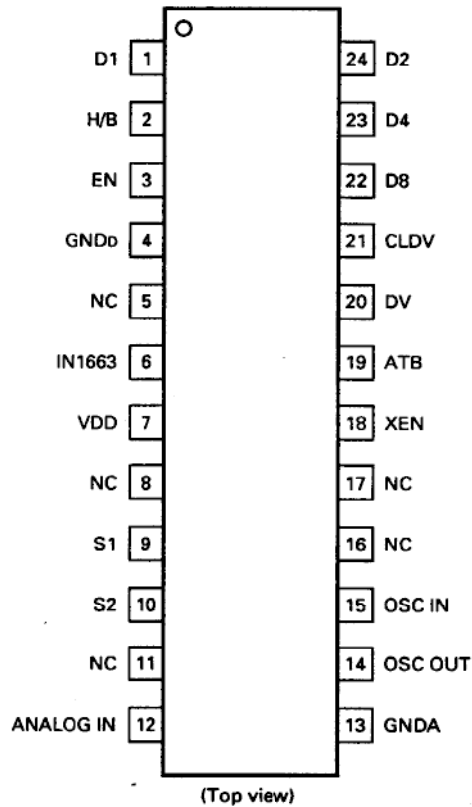 D1 1 24 D2
H/B 2 23 D4
EN 3 22 D8
GNDD 4 21 CLDV
NC 5 20 DV
IN1663 6 19 ATB
VDD 7 18 XEN
NC 8 17 NC
S1 9 16 NC
S2 10 15 OSC IN
NC 11 14 OSC OUT
ANALOG IN 12 13 GNDA
(Top view)